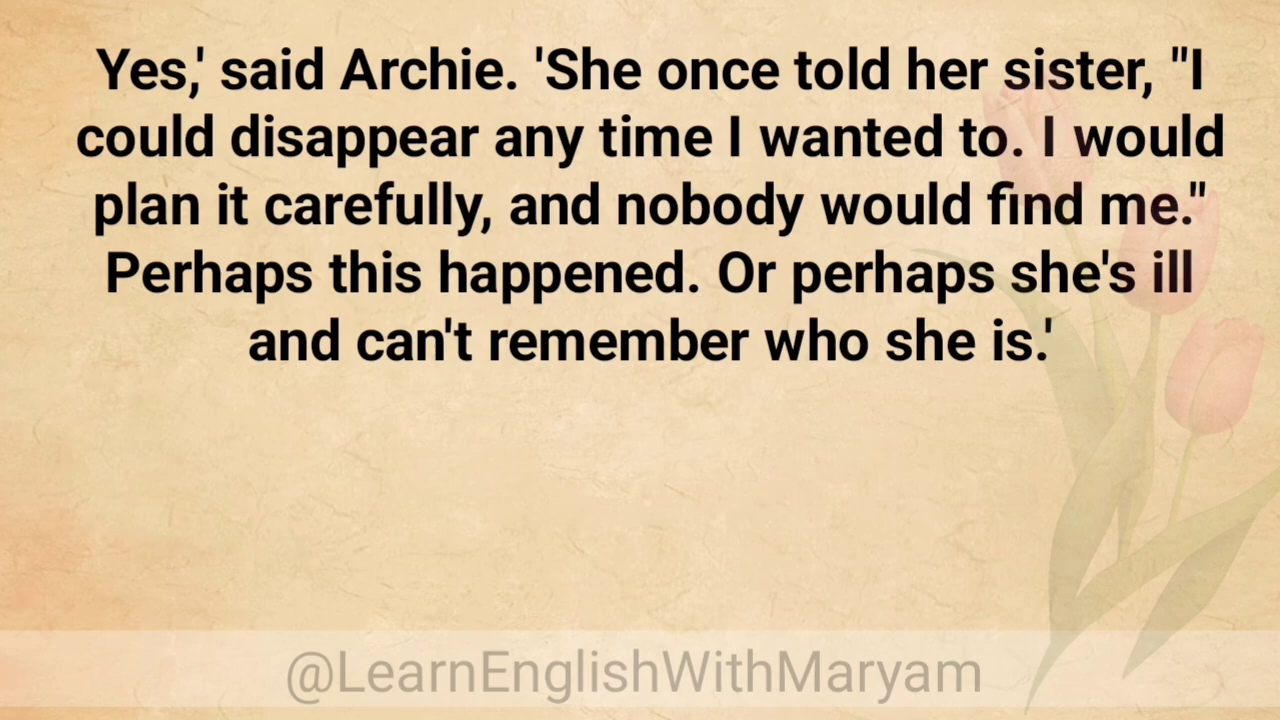 Yes,' said Archie. 'She once told her sister, "I
could disappear any time I wanted to. I would
plan it carefully, and nobody would find me."
Perhaps this happened. Or perhaps she's ill
and can't remember who she is.'
@LearnEnglishWithMaryam